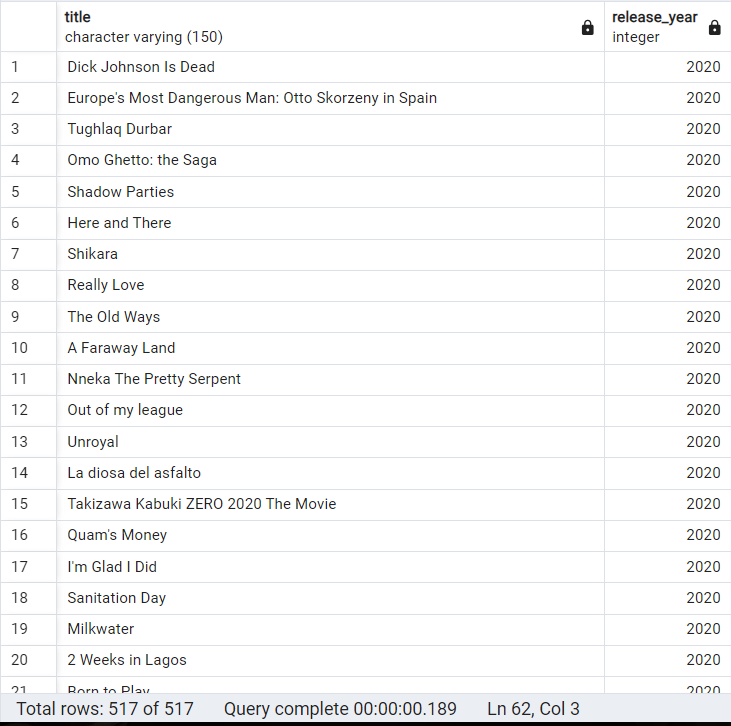 title release_year
character varying (150) integer
1 Dick Johnson Is Dead 2020
2 Europe's Most Dangerous Man: Otto Skorzeny in Spain 2020
3 Tughlaq Durbar 2020
4 Omo Ghetto: the Saga 2020
5 Shadow Parties 2020
6 Here and There 2020
7 Shikara 2020
8 Really Love 2020
9 The Old Ways 2020
10 A Faraway Land 2020
11 Nneka The Pretty Serpent 2020
12 Out of my league 2020
13 Unroyal 2020
14 La diosa del asfalto 2020
15 Takizawa Kabuki ZERO 2020 The Movie 2020
16 Quam's Money 2020
17 I'm Glad I Did 2020
18 Sanitation Day 2020
19 Milkwater 2020
20 2 Weeks in Lagos 2020
21 Born to Play 2020
Total rows: 517 of 517 Query complete 00:00:00.189 Ln 62, Col 3